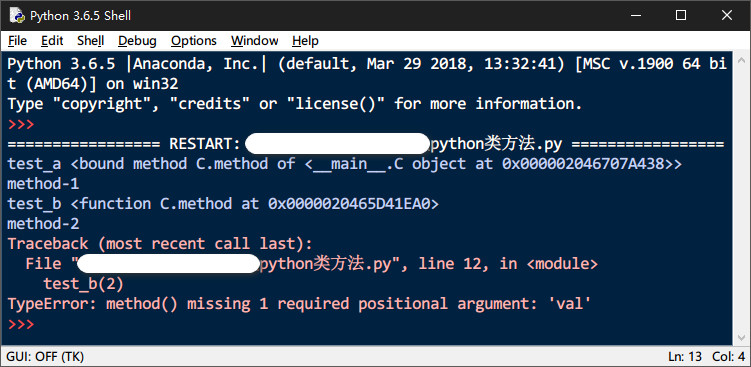 Python 3.6.5 Shell
File Edit Shell Debug Options Window Help
Python 3.6.5 |Anaconda, Inc.| (default, Mar 29 2018, 13:32:41) [MSC v.1900 64 bi
t (AMD64)] on win32
Type "copyright", "credits" or "license()" for more information.
>>>
================= RESTART: python类方法.py =================
test_a <bound method C.method of <__main__.C object at 0x000002046707A438>>
method-1
test_b <function C.method at 0x0000020465D41EA0>
method-2
Traceback (most recent call last):
File "python类方法.py", line 12, in <module>
test_b(2)
TypeError: method() missing 1 required positional argument: 'val'
>>>
GUI: OFF (TK) Ln: 13 Col: 4